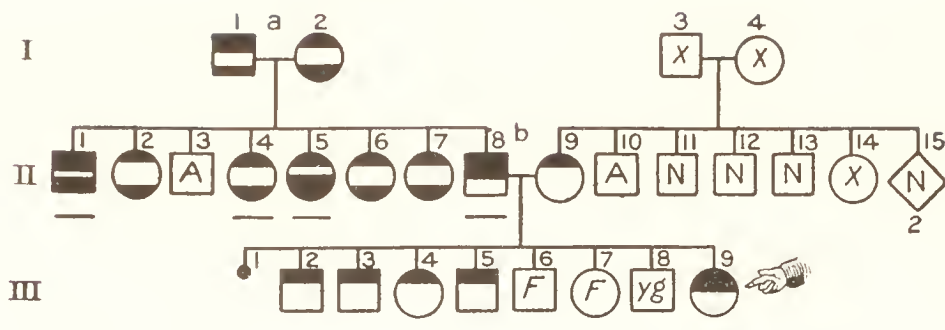 1 a 2 3 4
I X X
1 2 3 4 5 6 7 8 b 9 10 11 12 13 14 15
II A A N N N X N
2
1 2 3 4 5 6 7 8 9
III F F yg